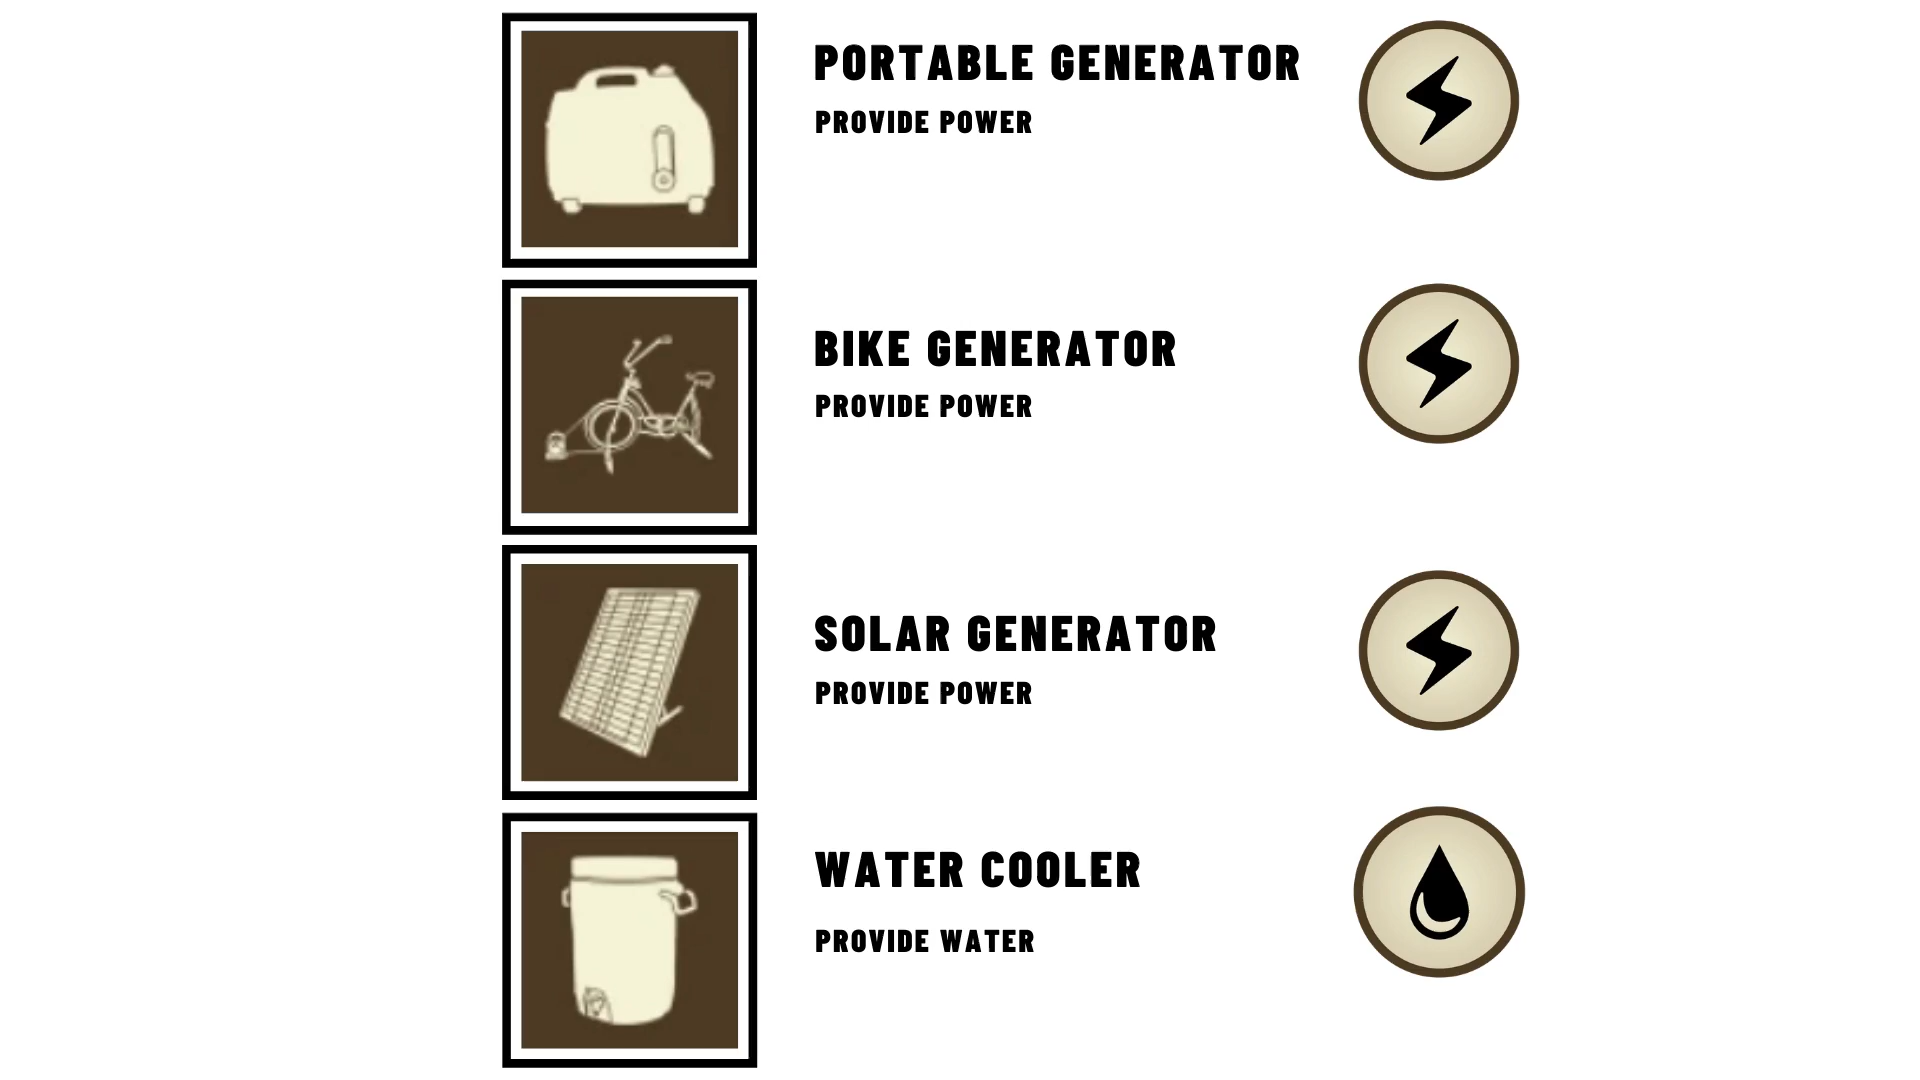 PORTABLE GENERATOR
PROVIDE POWER
BIKE GENERATOR
PROVIDE POWER
SOLAR GENERATOR
PROVIDE POWER
WATER COOLER
PROVIDE WATER